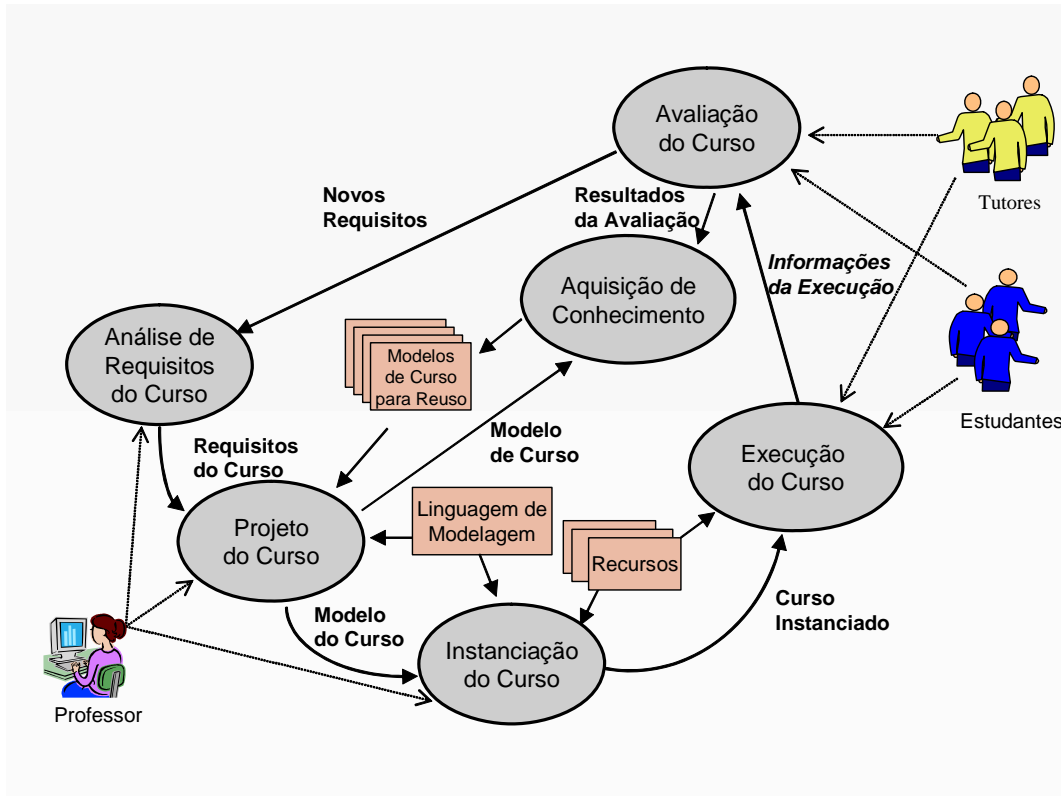 Avaliação
do Curso
Tutores
Novos
Requisitos
Resultados
da Avaliação
Informações
da Execução
Aquisição de
Conhecimento
Análise de
Requisitos
do Curso
Modelos
de Curso
para Reuso
Estudantes
Requisitos
do Curso
Modelo
de Curso
Execução
do Curso
Projeto
do Curso
Linguagem de
Modelagem
Recursos
Modelo
do Curso
Curso
Instanciado
Instanciação
do Curso
Professor